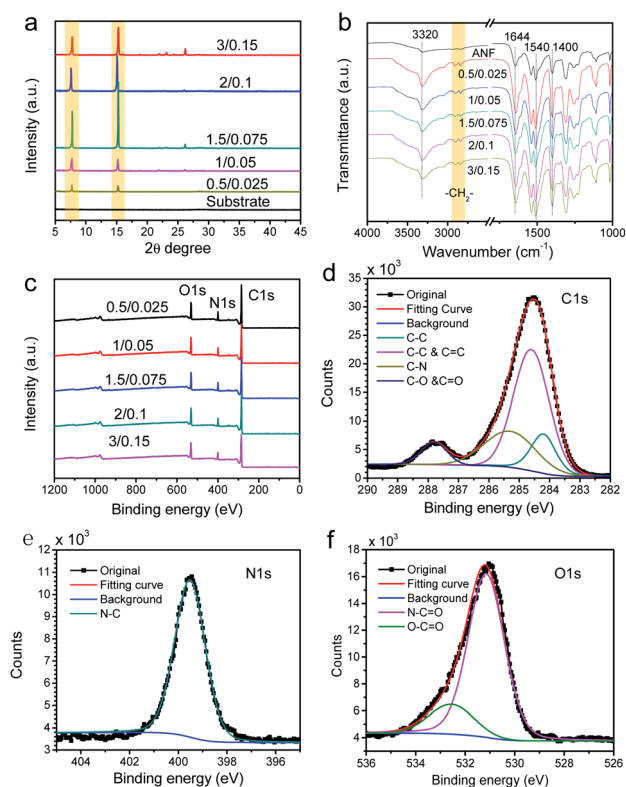 a
3/0.15
2/0.1
1.5/0.075
1/0.05
0.5/0.025
Substrate
Intensity (a.u.)
5 10 15 20 25 30 35 40 45
2θ degree
b
3320
1644
1540
1400
ANF
0.5/0.025
1/0.05
1.5/0.075
2/0.1
3/0.15
-CH2-
Transmittance (a.u.)
4000 3500 3000 2500 1500 1000
Wavenumber (cm-1)
c
O1s
N1s
C1s
0.5/0.025
1/0.05
1.5/0.075
2/0.1
3/0.15
Intensity (a.u.)
1200 1000 800 600 400 200 0
Binding energy (eV)
d
x 10³
C1s
Original
Fitting Curve
Background
C-C
C-C & C=C
C-N
C-O &C=O
35
30
25
20
15
10
5
0
Counts
290 289 288 287 286 285 284 283 282
Binding energy (eV)
e
x 10³
N1s
Original
Fitting curve
Background
N-C
12
11
10
9
8
7
6
5
4
3
Counts
404 402 400 398 396
Binding energy (eV)
f
x 10³
O1s
Original
Fitting curve
Background
N-C=O
O-C=O
18
16
14
12
10
8
6
4
Counts
536 534 532 530 528 526
Binding energy (eV)